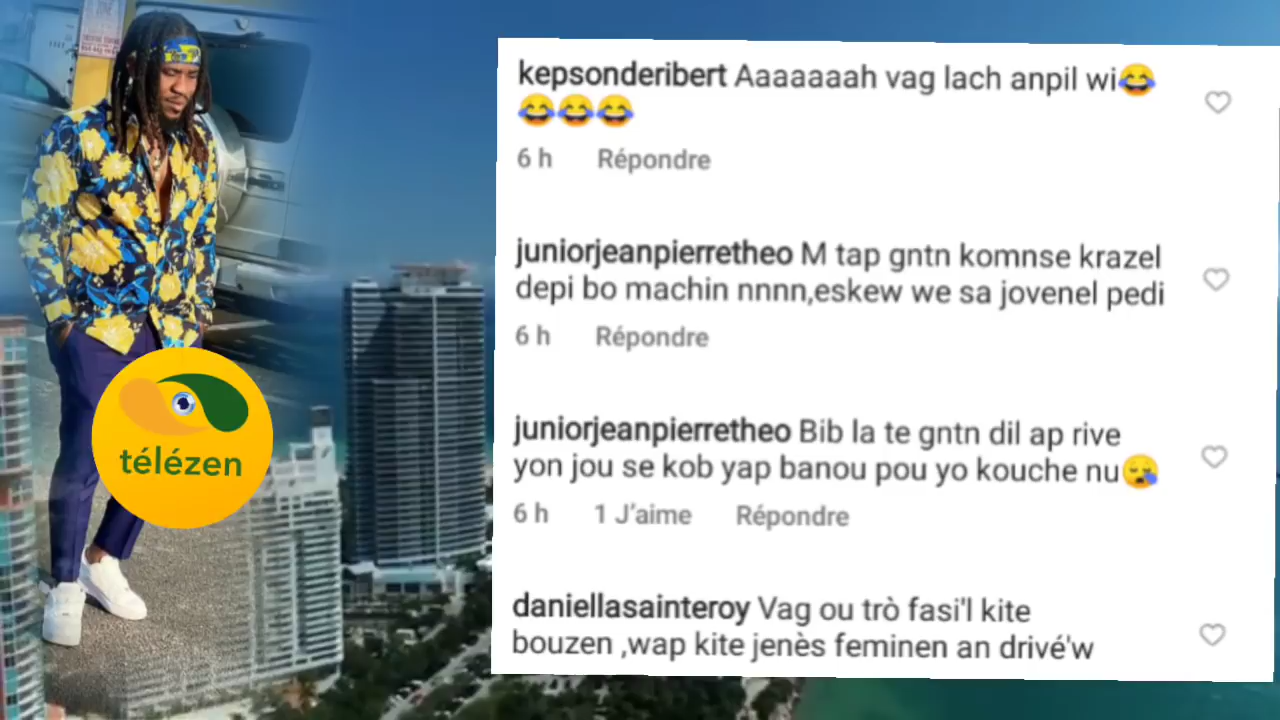 kepsonderibert Aaaaaaah vag lach anpil wi😂
😂😂😂
6 h Répondre
juniorjeanpierretheo M tap gntn komnse krazel
depi bo machin nnnn,eskew we sa jovenel pedi
6 h Répondre
juniorjeanpierretheo Bib la te gntn dil ap rive
yon jou se kob yap banou pou yo kouche nu😪
6 h 1 J'aime Répondre
daniellasainteroy Vag ou trò fasi'l kite
bouzen ,wap kite jenès feminen an drivé'w
télézen